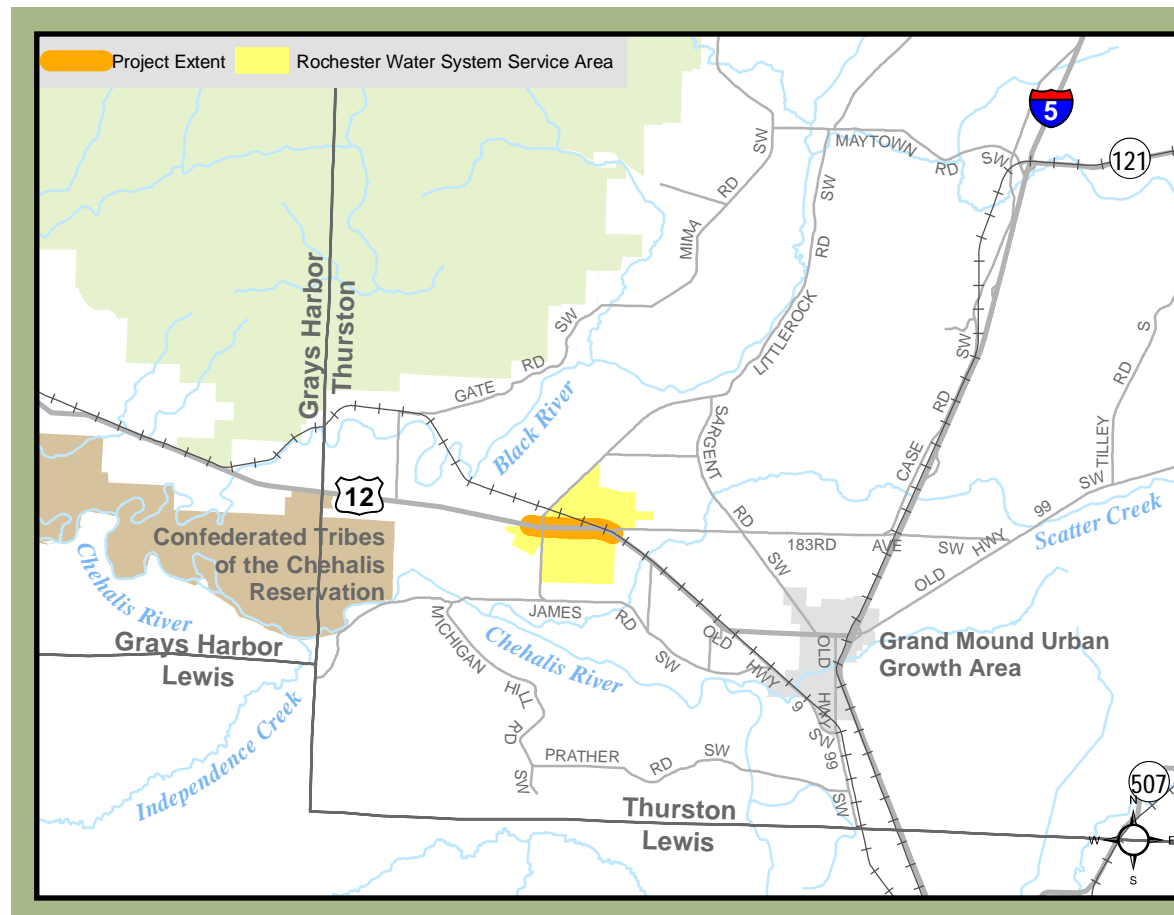 Project Extent
Rochester Water System Service Area
5
121
MAYTOWN RD SW
MIMA RD SW
LITTLEROCK RD SW
Grays Harbor
Thurston
GATE RD SW
Black River
SARGENT RD SW
CASE RD SW
TILLEY RD S
12
183RD AVE SW
OLD HWY 99 SW
Scatter Creek
Confederated Tribes
of the Chehalis
Reservation
Chehalis River
Grays Harbor
Lewis
JAMES RD SW
MICHIGAN HILL RD SW
Chehalis River
OLD HWY 9 SW
OLD HWY 99 SW
Grand Mound Urban
Growth Area
Independence Creek
PRATHER RD SW
Thurston
Lewis
507
N
W
E
S